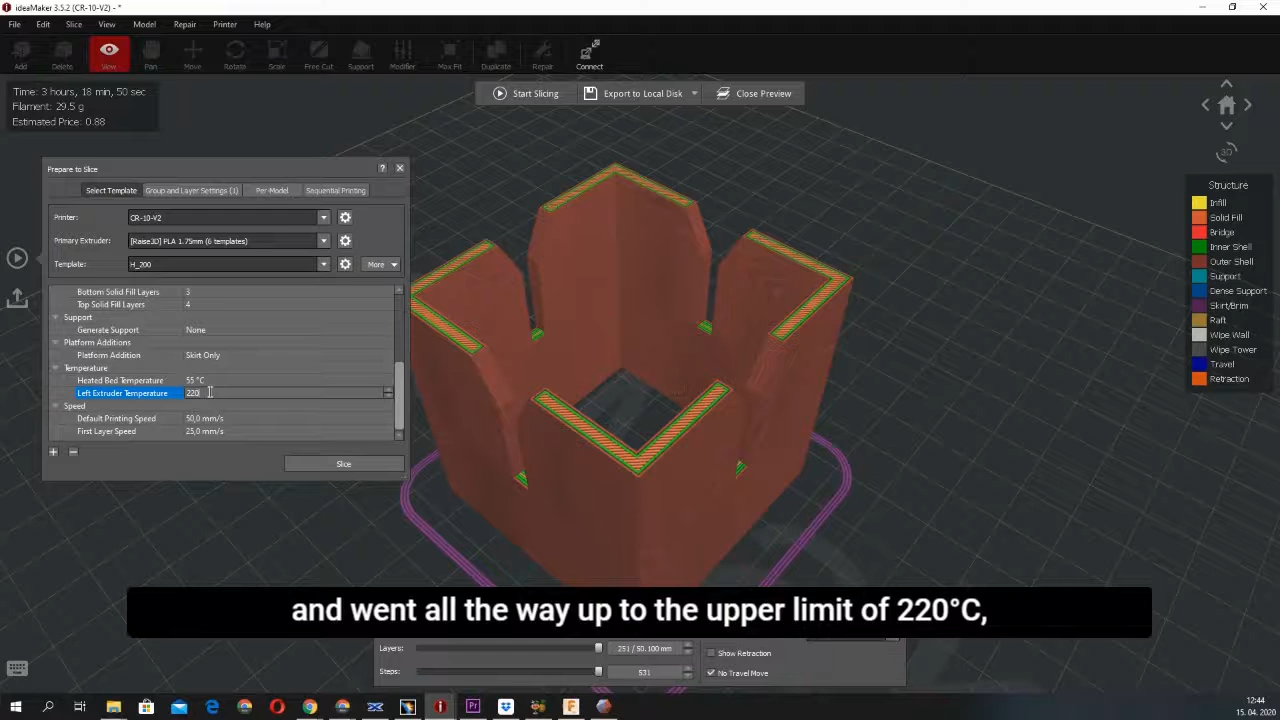 ideaMaker 3.5.2 (CR-10-V2) - *
File Edit Slice View Model Repair Printer Help
Add Delete View Pan Move Rotate Scale Free Cut Support Modifier Max Fit Duplicate Repair Connect
Time: 3 hours, 18 min, 50 sec
Filament: 29.5 g
Estimated Price: 0.88
Start Slicing Export to Local Disk Close Preview
3D
Prepare to Slice ?
Select Template Group and Layer Settings (1) Per-Model Sequential Printing
Printer: CR-10-V2
Primary Extruder: [Raise3D] PLA 1.75mm (6 templates)
Template: H_200 More
Bottom Solid Fill Layers 3
Top Solid Fill Layers 4
Support
Generate Support None
Platform Additions
Platform Addition Skirt Only
Temperature
Heated Bed Temperature 55 °C
Left Extruder Temperature 220
Speed
Default Printing Speed 50,0 mm/s
First Layer Speed 25,0 mm/s
Slice
Structure
Infill
Solid Fill
Bridge
Inner Shell
Outer Shell
Support
Dense Support
Skirt/Brim
Raft
Wipe Wall
Wipe Tower
Travel
Retraction
and went all the way up to the upper limit of 220°C,
Layers: 251 / 50.100 mm Show Retraction
Steps: 531 No Travel Move
12:44
15. 04. 2020